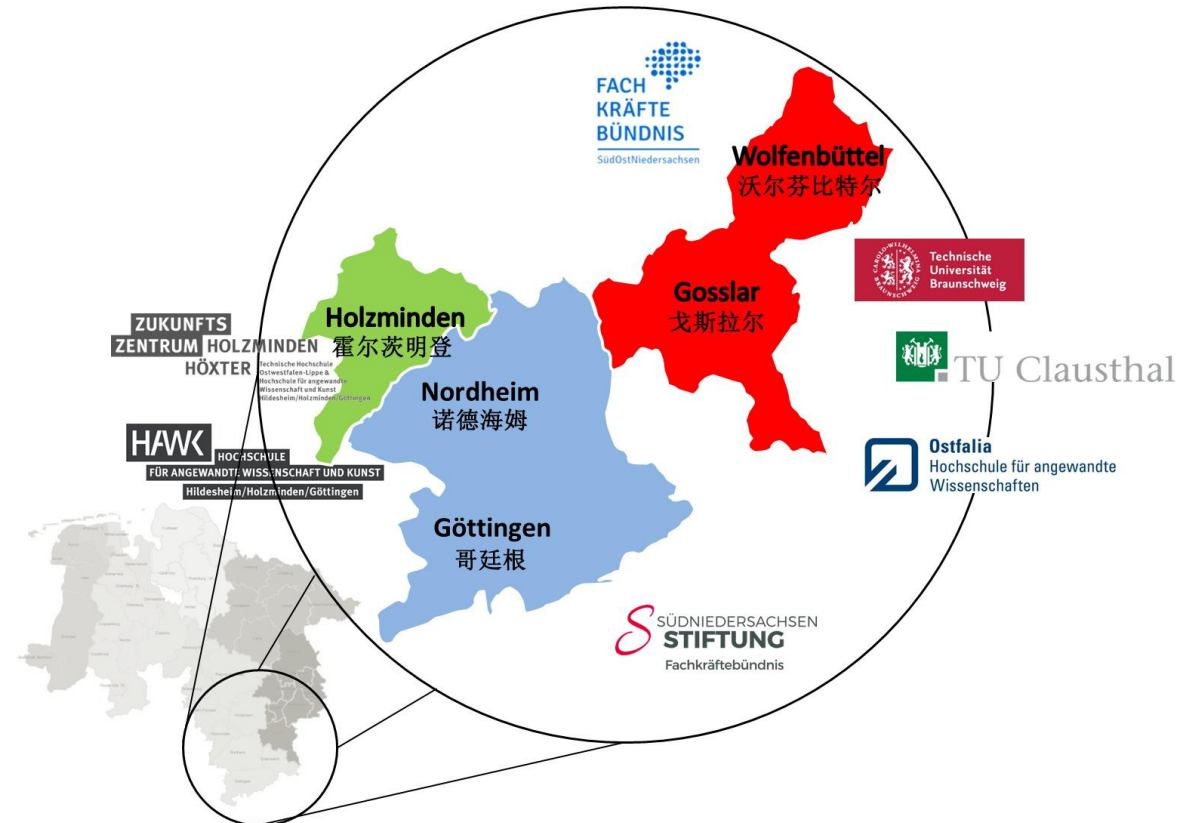 FACH
KRÄFTE
BÜNDNIS
SüdOstNiedersachsen
Wolfenbüttel
沃尔芬比特尔
CAROLO-WILHELMINA
BRAUNSCHWEIG
Technische
Universität
Braunschweig
Gosslar
戈斯拉尔
Holzminden
霍尔茨明登
ZUKUNFTS
ZENTRUM HOLZMINDEN
HÖXTER
Technische Hochschule
Ostwestfalen-Lippe &
Hochschule für angewandte
Wissenschaft und Kunst
Hildesheim/Holzminden/Göttingen
TU Clausthal
Nordheim
诺德海姆
HAWK
HOCHSCHULE
FÜR ANGEWANDTE WISSENSCHAFT UND KUNST
Hildesheim/Holzminden/Göttingen
Ostfalia
Hochschule für angewandte
Wissenschaften
Göttingen
哥廷根
SÜDNIEDERSACHSEN
STIFTUNG
Fachkräftebündnis